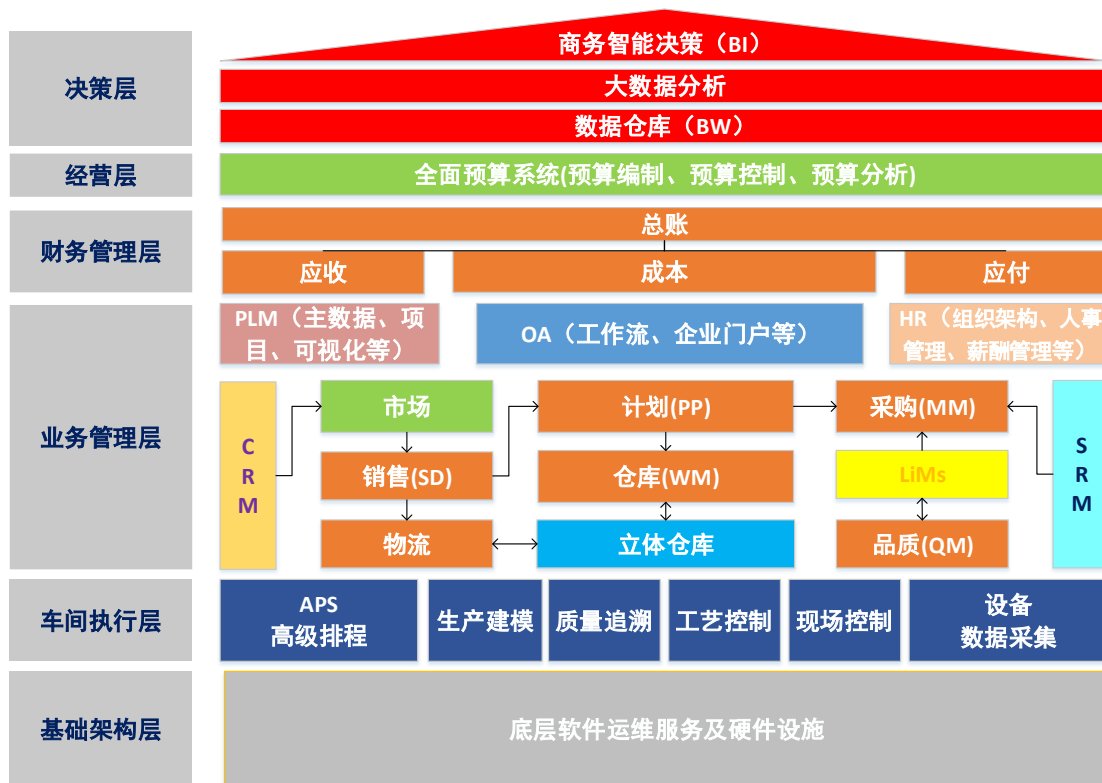 商务智能决策（BI）
决策层
大数据分析
数据仓库（BW）
经营层
全面预算系统(预算编制、预算控制、预算分析)
财务管理层
总账
应收
成本
应付
业务管理层
PLM（主数据、项
目、可视化等）
OA（工作流、企业门户等）
HR（组织架构、人事
管理、薪酬管理等）
C
R
M
市场
计划(PP)
采购(MM)
销售(SD)
仓库(WM)
LiMs
物流
立体仓库
品质(QM)
S
R
M
车间执行层
APS
高级排程
生产建模
质量追溯
工艺控制
现场控制
设备
数据采集
基础架构层
底层软件运维服务及硬件设施